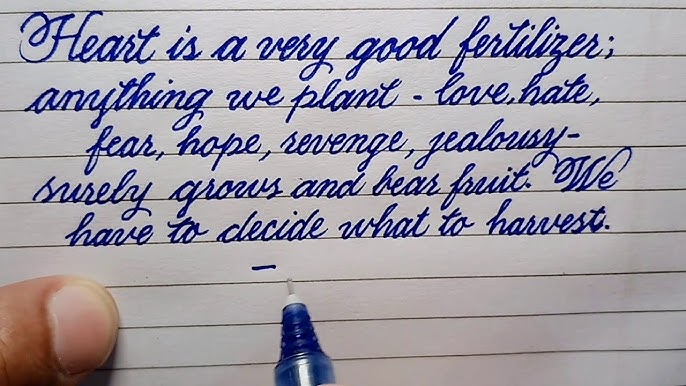 Heart is a very good fertilizer;
anything we plant - love, hate,
fear, hope, revenge, jealousy-
surely grows and bear fruit. We
have to decide what to harvest.
-